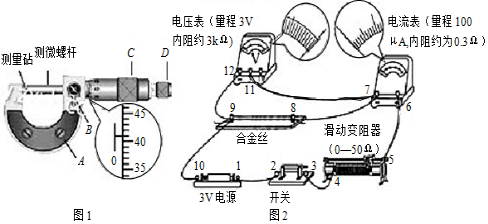 测量砧
测微螺杆
C
D
45
40
0
35
B
A
图1
电压表(量程3V
内阻约3kΩ)
电流表(量程100
μA,内阻约为0.3Ω)
12
11
7
6
9
8
合金丝
滑动变阻器
(0—50Ω)
10
1
2
3
4
5
3V电源
开关
图2